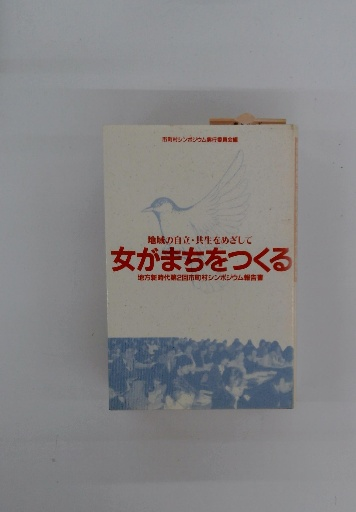 市町村シンポジウム実行委員会編
地域の自立・共生をめざして
女がまちをつくる
地方新時代第2回市町村シンポジウム報告書